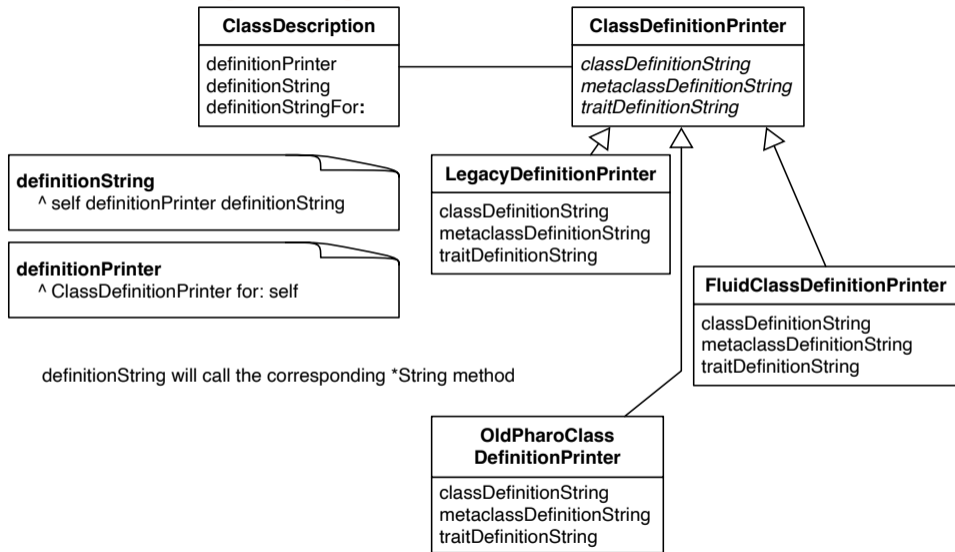 ClassDescription
definitionPrinter
definitionString
definitionStringFor:
ClassDefinitionPrinter
classDefinitionString
metaclassDefinitionString
traitDefinitionString
definitionString
^ self definitionPrinter definitionString
definitionPrinter
^ ClassDefinitionPrinter for: self
LegacyDefinitionPrinter
classDefinitionString
metaclassDefinitionString
traitDefinitionString
FluidClassDefinitionPrinter
classDefinitionString
metaclassDefinitionString
traitDefinitionString
definitionString will call the corresponding *String method
OldPharoClass
DefinitionPrinter
classDefinitionString
metaclassDefinitionString
traitDefinitionString